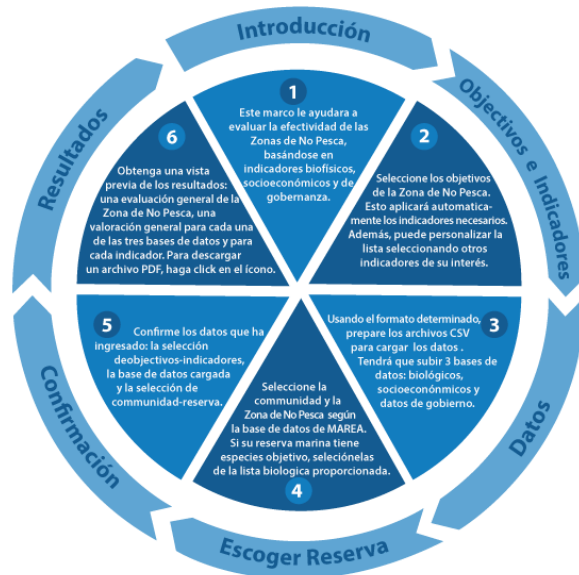 Introducción
1
Este marco le ayudara a
evaluar la efectividad de las
Zonas de No Pesca,
basándose en
indicadores biofísicos,
socioeconómicos y de
gobernanza.
Objectivos e Indicadores
2
Seleccione los objetivos
de la Zona de No Pesca.
Esto aplicará automatica-
mente los indicadores necesarios.
Además, puede personalizar la
lista seleccionando otros
indicadores de su interés.
Datos
3
Usando el formato determinado,
prepare los archivos CSV
para cargar los datos .
Tendrá que subir 3 bases de
datos: biológicos,
socioeconónmicos y
datos de gobierno.
Escoger Reserva
Seleccione la
communidad y la
Zona de No Pesca según
la base de datos de MAREA.
Si su reserva marina tiene
especies objetivo, seleciónelas
de la lista biologica proporcionada.
4
Confirmación
5
Confirme los datos que ha
ingresado: la selección
deobjectivos-indicadores,
la base de datos cargada
y la selección de
communidad-reserva.
Resultados
6
Obtenga una vista
previa de los resultados:
una evaluación general de la
Zona de No Pesca, una
valoración general para cada una
de las tres bases de datos y para
cada indicador. Para descargar
un archivo PDF, haga click en el ícono.